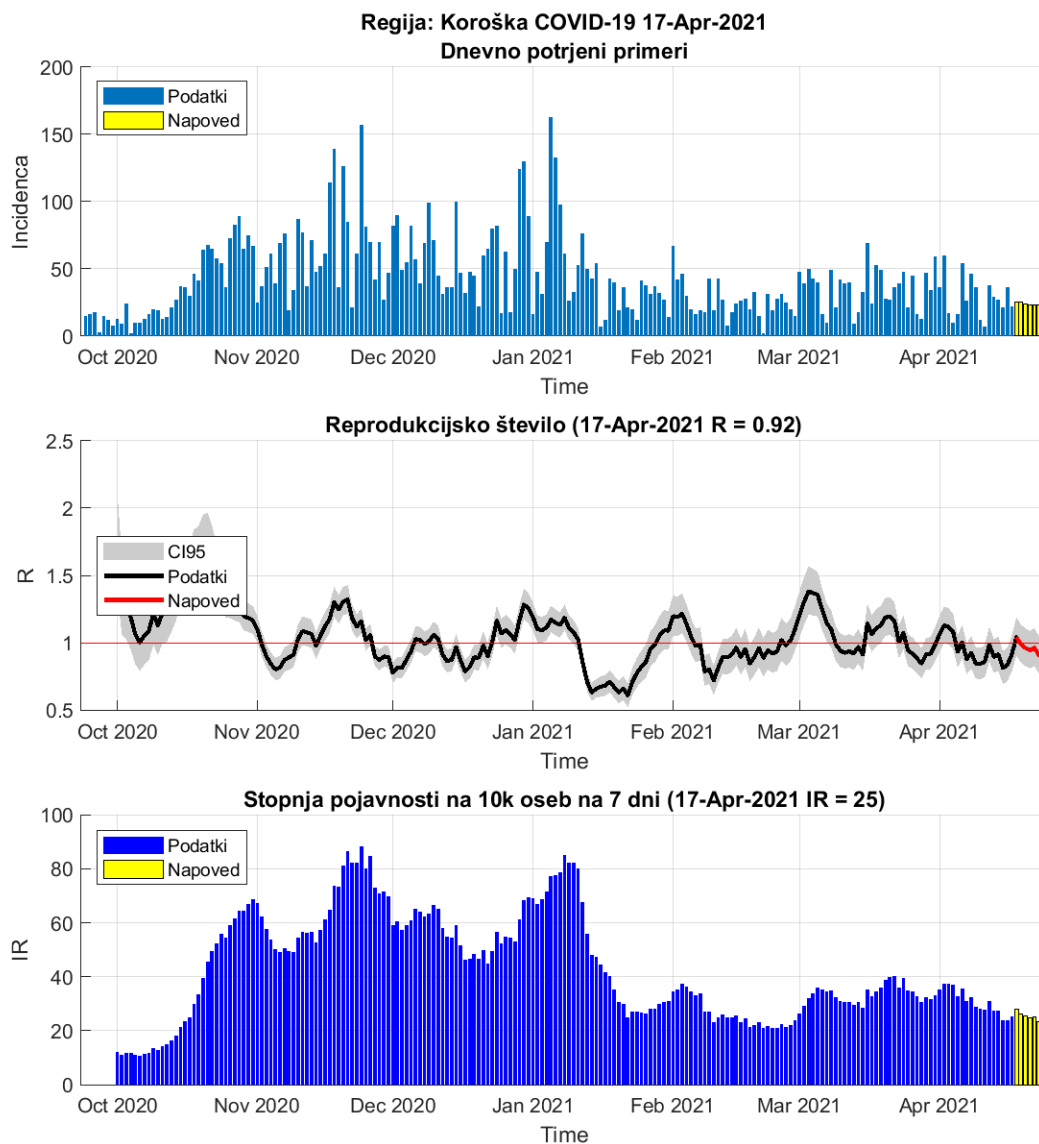 Regija: Koroška COVID-19 17-Apr-2021
Dnevno potrjeni primeri
200
150
100
50
0
Incidenca
Podatki
Napoved
Oct 2020 Nov 2020 Dec 2020 Jan 2021 Feb 2021 Mar 2021 Apr 2021
Time
Reprodukcijsko število (17-Apr-2021 R = 0.92)
2.5
2
1.5
1
0.5
R
CI95
Podatki
Napoved
Oct 2020 Nov 2020 Dec 2020 Jan 2021 Feb 2021 Mar 2021 Apr 2021
Time
Stopnja pojavnosti na 10k oseb na 7 dni (17-Apr-2021 IR = 25)
100
80
60
40
20
0
IR
Podatki
Napoved
Oct 2020 Nov 2020 Dec 2020 Jan 2021 Feb 2021 Mar 2021 Apr 2021
Time